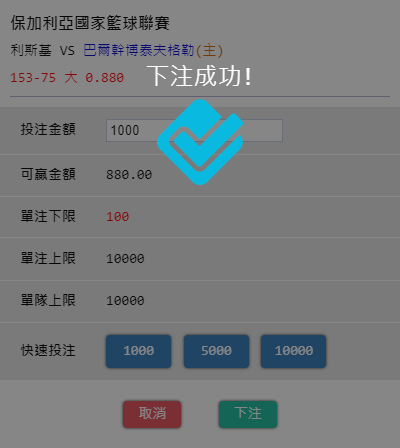 保加利亞國家籃球聯賽
利斯基 VS 巴爾幹博泰夫格勒(主)
153-75 大 0.880
下注成功!
投注金額 1000
可贏金額 880.00
單注下限 100
單注上限 10000
單隊上限 10000
快速投注 1000 5000 10000
取消 下注